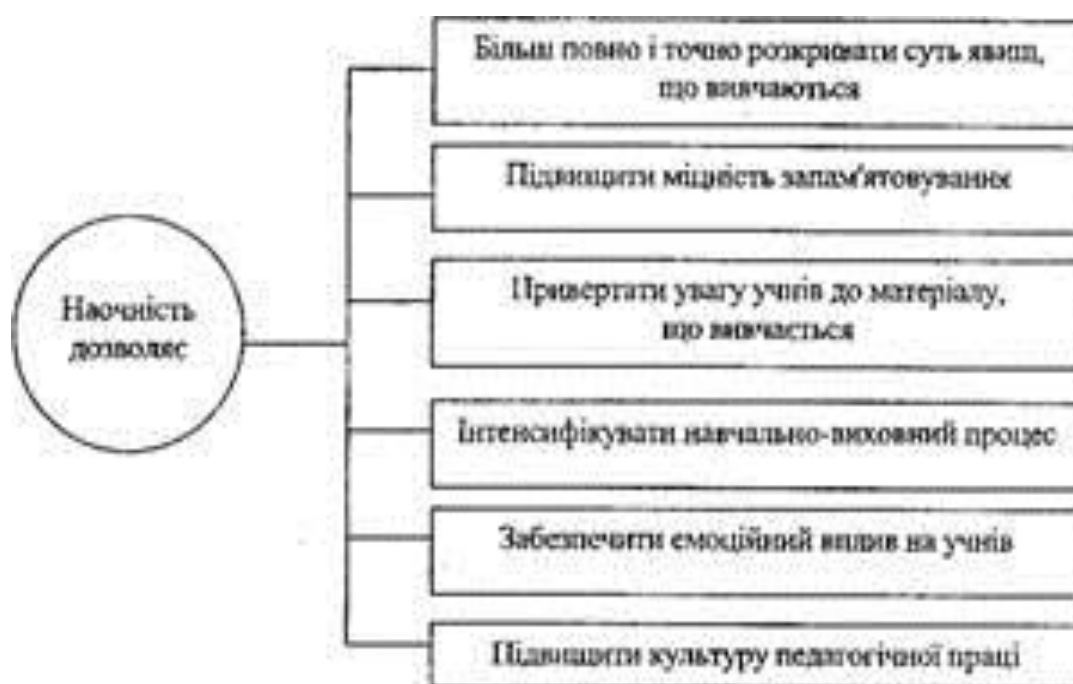 Наочність
дозволяє
Більш повно і точно розкривати суть явищ,
що вивчаються
Підвищити міцність запам'ятовування
Привертати увагу учнів до матеріалу,
що вивчається
Інтенсифікувати навчально-виховний процес
Забезпечити емоційний вплив на учнів
Підвищити культуру педагогічної праці